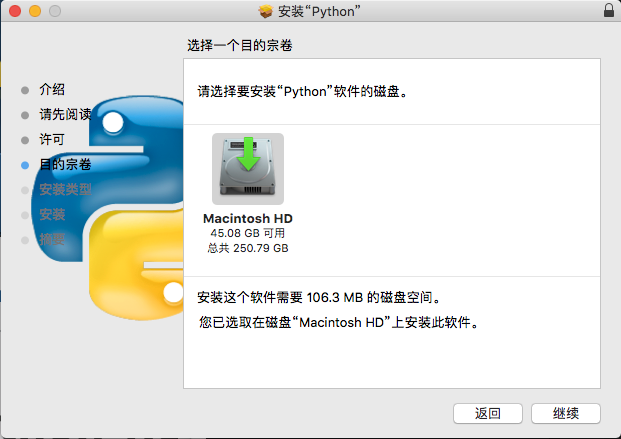 安装“Python”
选择一个目的宗卷
介绍
请先阅读
许可
目的宗卷
安装类型
安装
摘要
请选择要安装“Python”软件的磁盘。
Macintosh HD
45.08 GB 可用
总共 250.79 GB
安装这个软件需要 106.3 MB 的磁盘空间。
您已选取在磁盘“Macintosh HD”上安装此软件。
返回
继续